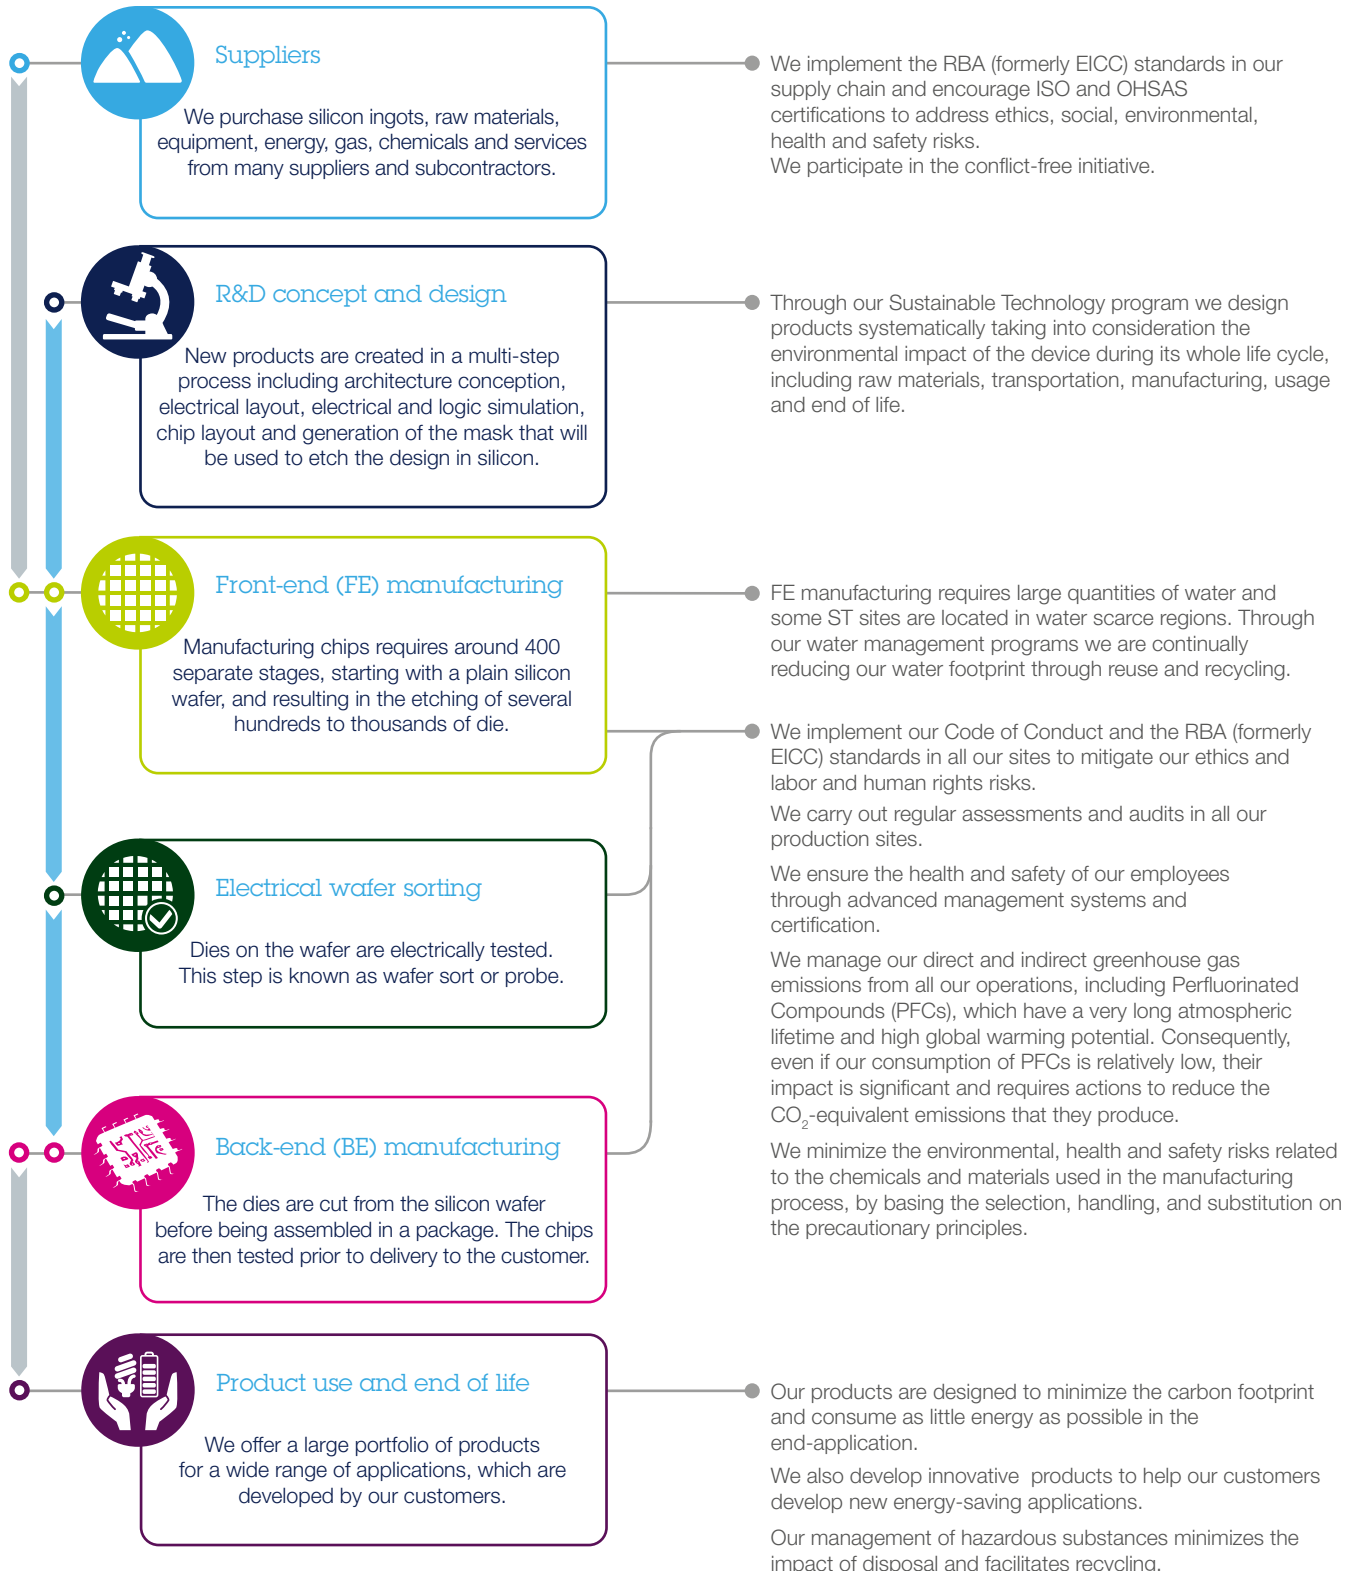 Suppliers
We purchase silicon ingots, raw materials,
equipment, energy, gas, chemicals and services
from many suppliers and subcontractors.
We implement the RBA (formerly EICC) standards in our
supply chain and encourage ISO and OHSAS
certifications to address ethics, social, environmental,
health and safety risks.
We participate in the conflict-free initiative.
R&D concept and design
New products are created in a multi-step
process including architecture conception,
electrical layout, electrical and logic simulation,
chip layout and generation of the mask that will
be used to etch the design in silicon.
Through our Sustainable Technology program we design
products systematically taking into consideration the
environmental impact of the device during its whole life cycle,
including raw materials, transportation, manufacturing, usage
and end of life.
Front-end (FE) manufacturing
Manufacturing chips requires around 400
separate stages, starting with a plain silicon
wafer, and resulting in the etching of several
hundreds to thousands of die.
FE manufacturing requires large quantities of water and
some ST sites are located in water scarce regions. Through
our water management programs we are continually
reducing our water footprint through reuse and recycling.
Electrical wafer sorting
Dies on the wafer are electrically tested.
This step is known as wafer sort or probe.
Back-end (BE) manufacturing
The dies are cut from the silicon wafer
before being assembled in a package. The chips
are then tested prior to delivery to the customer.
We implement our Code of Conduct and the RBA (formerly
EICC) standards in all our sites to mitigate our ethics and
labor and human rights risks.
We carry out regular assessments and audits in all our
production sites.
We ensure the health and safety of our employees
through advanced management systems and
certification.
We manage our direct and indirect greenhouse gas
emissions from all our operations, including Perfluorinated
Compounds (PFCs), which have a very long atmospheric
lifetime and high global warming potential. Consequently,
even if our consumption of PFCs is relatively low, their
impact is significant and requires actions to reduce the
CO₂-equivalent emissions that they produce.
We minimize the environmental, health and safety risks related
to the chemicals and materials used in the manufacturing
process, by basing the selection, handling, and substitution on
the precautionary principles.
Product use and end of life
We offer a large portfolio of products
for a wide range of applications, which are
developed by our customers.
Our products are designed to minimize the carbon footprint
and consume as little energy as possible in the
end-application.
We also develop innovative products to help our customers
develop new energy-saving applications.
Our management of hazardous substances minimizes the
impact of disposal and facilitates recycling.